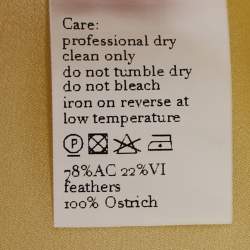 Care:
professional dry
clean only
do not tumble dry
do not bleach
iron on reverse at
low temperature
P
78%AC 22%VI
feathers
100% Ostrich